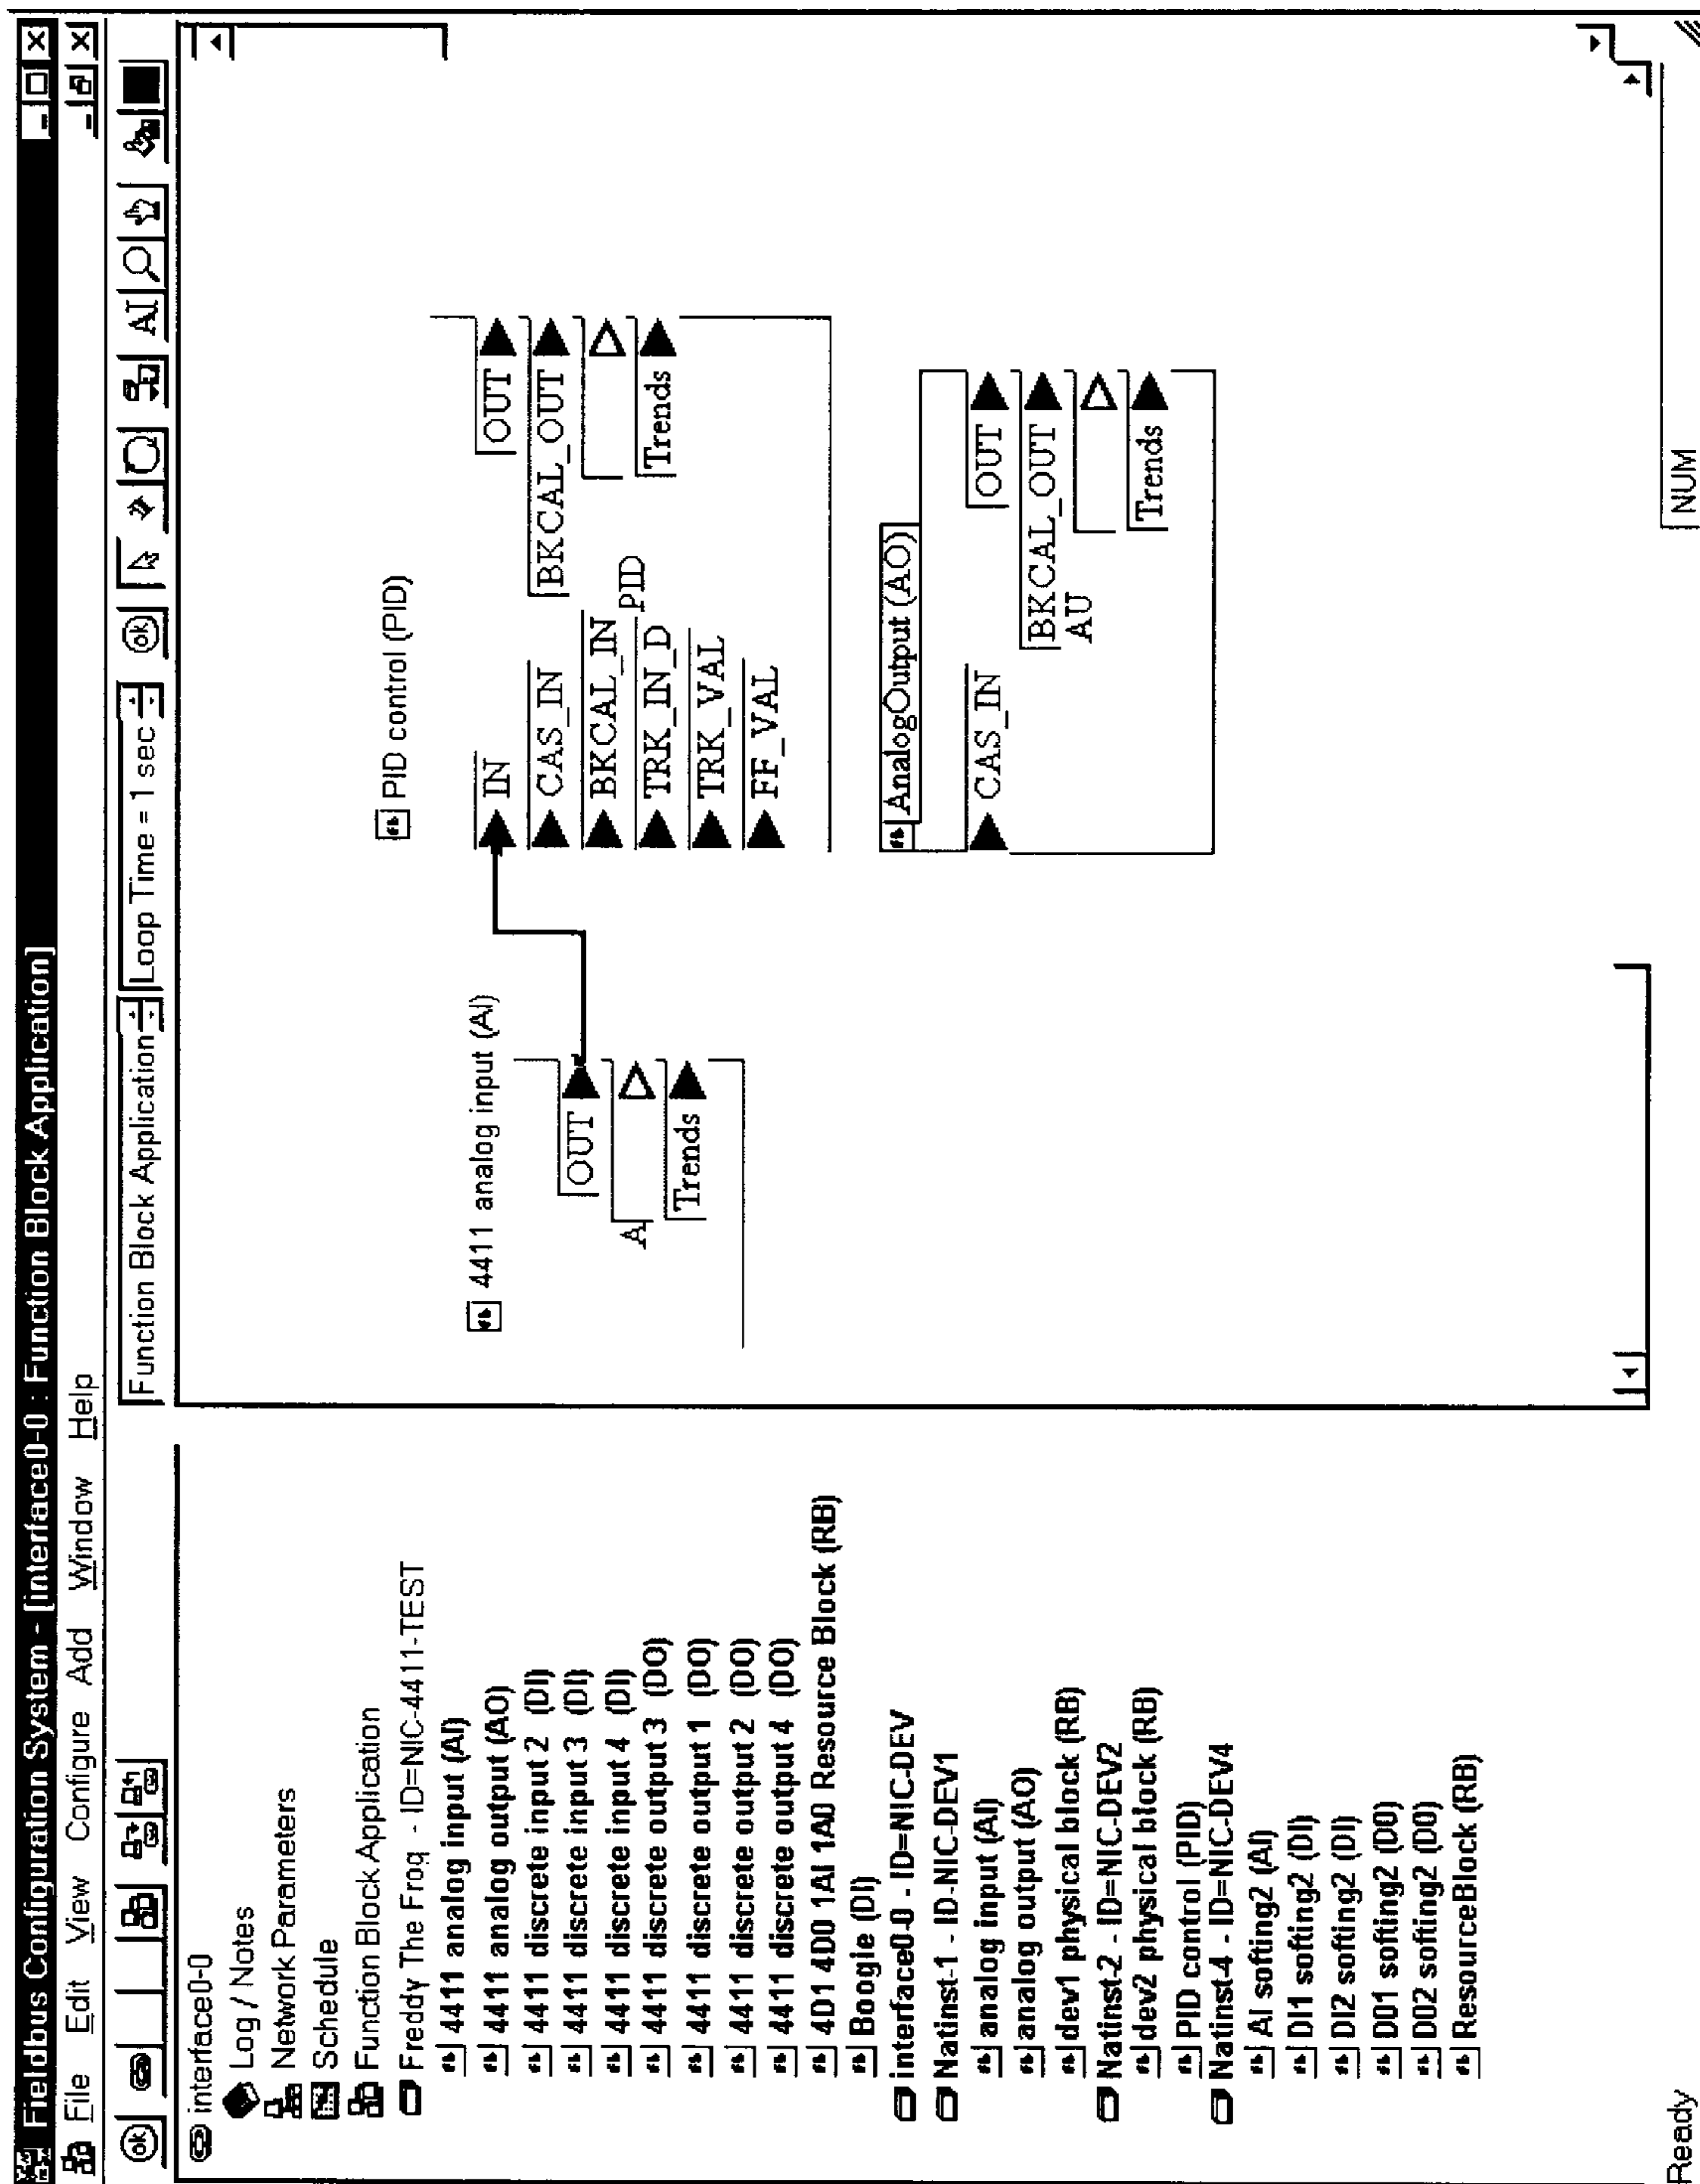 Fieldbus Configuration System - [interface0-0 : Function Block Application]
File Edit View Configure Add Window Help
ok
Function Block Application Loop Time = 1 sec ok AI
interface0-0
Log / Notes
Network Parameters
Schedule
Function Block Application
Freddy The Frog - ID=NIC-4411-TEST
4411 analog input (AI)
4411 analog output (AO)
4411 discrete input 2 (DI)
4411 discrete input 3 (DI)
4411 discrete input 4 (DI)
4411 discrete output 3 (DO)
4411 discrete output 1 (DO)
4411 discrete output 2 (DO)
4411 discrete output 4 (DO)
4D1 4D0 1AI 1A0 Resource Block (RB)
Boogie (DI)
interface0-0 - ID=NIC-DEV
Natinst-1 - ID-NIC-DEV1
analog input (AI)
analog output (AO)
dev1 physical block (RB)
Natinst-2 - ID=NIC-DEV2
dev2 physical block (RB)
PID control (PID)
Natinst-4 - ID=NIC-DEV4
AI softing2 (AI)
DI1 softing2 (DI)
DI2 softing2 (DI)
DO1 softing2 (DO)
DO2 softing2 (DO)
ResourceBlock (RB)
4411 analog input (AI)
OUT
A
Trends
PID control (PID)
IN
CAS_IN
BKCAL_IN
PID
TRK_IN_D
TRK_VAL
FF_VAL
OUT
BKCAL_OUT
Trends
AnalogOutput (AO)
CAS_IN
OUT
BKCAL_OUT
AU
Trends
Ready
NUM